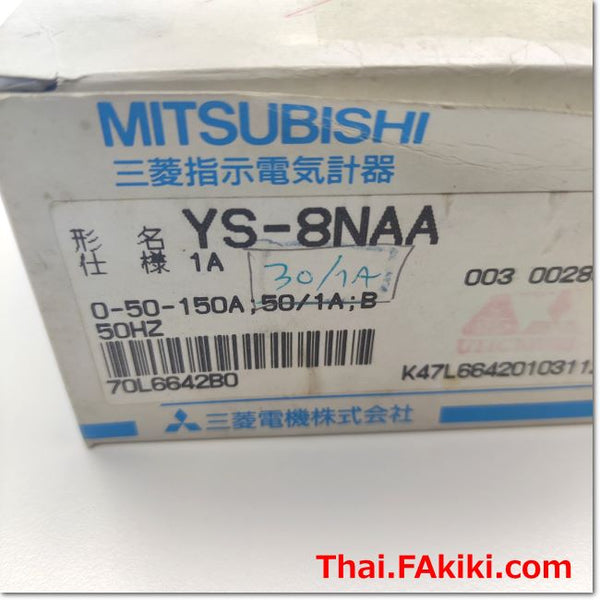 MITSUBISHI
三菱指示電気計器
形名 YS-8NAA
仕様 1A
30/1A
003 0028
0-50-150A;50/1A;B
50HZ
70L6642B0
K47L66420103112
三菱電機株式会社
Thai.FAkiki.com